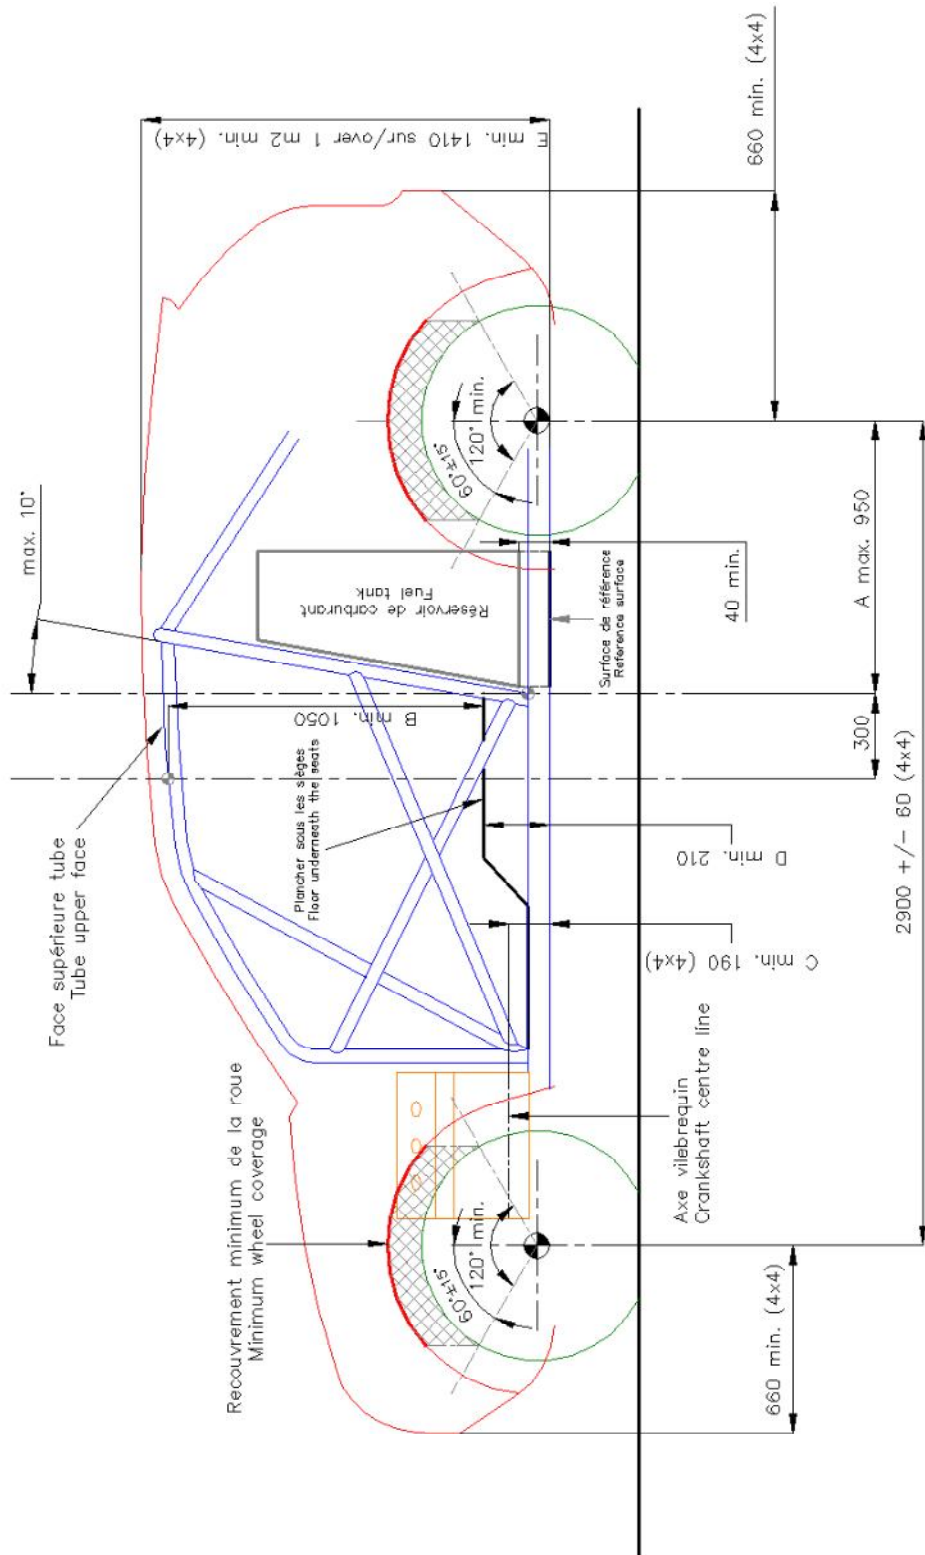 Face supérieure tube
Tube upper face
max. 10°
E min. 1410 sur/over 1 m2 min. (4x4)
Recouvrement minimum de la roue
Minimum wheel coverage
Plancher sous les sièges
Floor underneath the seats
B min. 1050
Réservoir de carburant
Fuel tank
60°±15°
120° min.
60°±15°
120° min.
Surface de référence
Reference surface
Axe vilebrequin
Crankshaft centre line
C min. 190 (4x4)
D min. 210
40 min.
660 min. (4x4)
300
A max. 950
660 min. (4x4)
2900 +/- 60 (4x4)